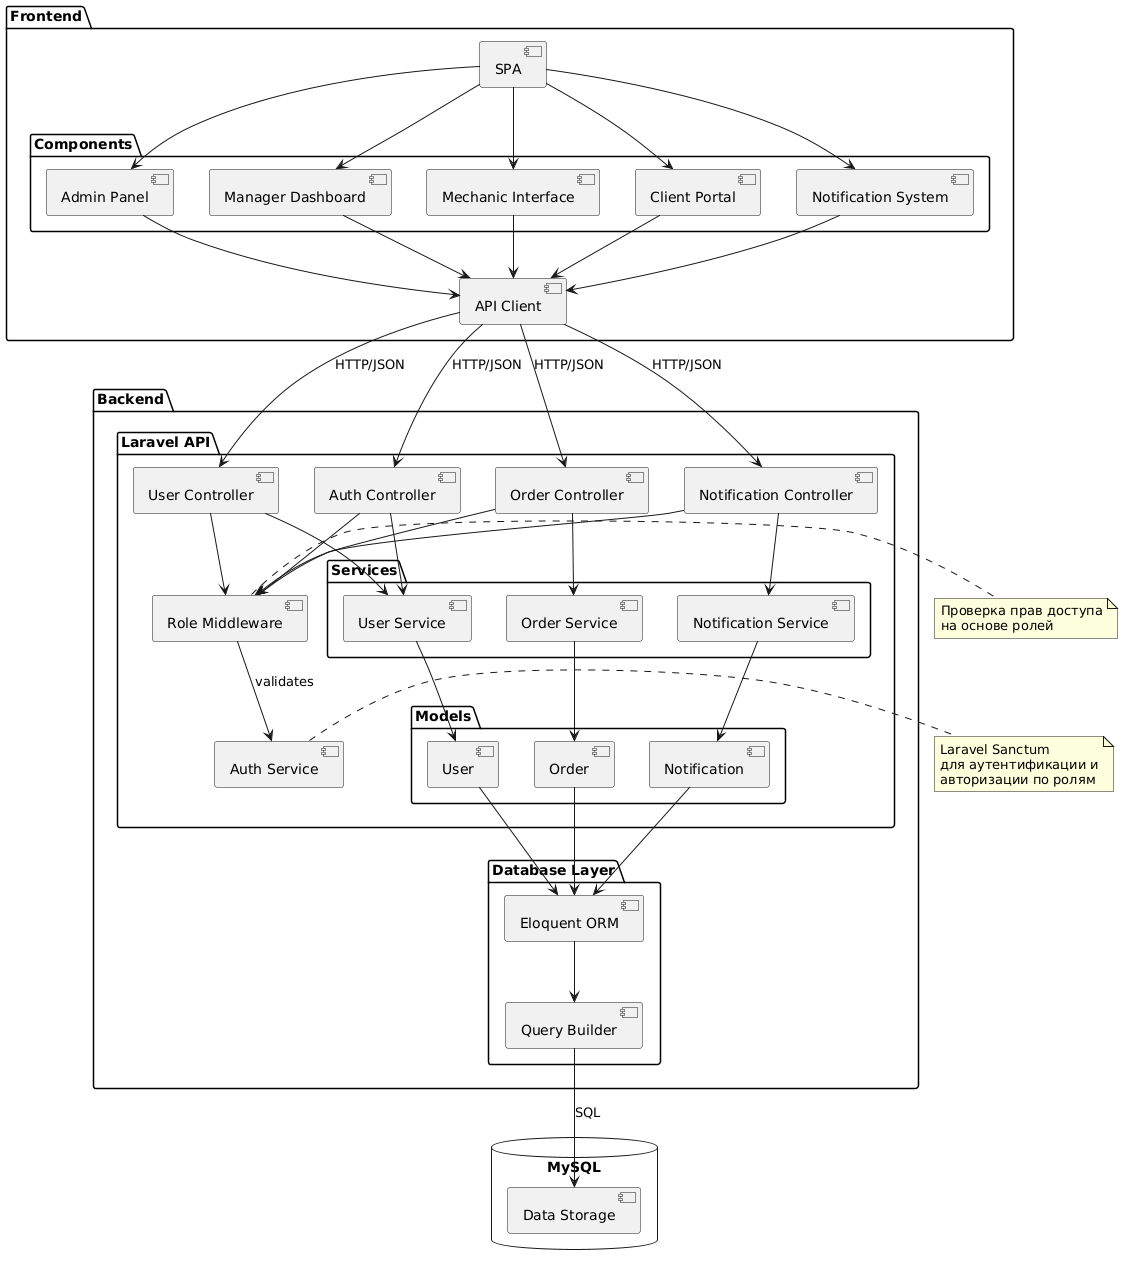 Frontend
SPA
Components
Admin Panel
Manager Dashboard
Mechanic Interface
Client Portal
Notification System
API Client
HTTP/JSON
HTTP/JSON
HTTP/JSON
HTTP/JSON
Backend
Laravel API
User Controller
Auth Controller
Order Controller
Notification Controller
Services
Role Middleware
User Service
Order Service
Notification Service
Проверка прав доступа
на основе ролей
validates
Models
Auth Service
User
Order
Notification
Laravel Sanctum
для аутентификации и
авторизации по ролям
Database Layer
Eloquent ORM
Query Builder
SQL
MySQL
Data Storage